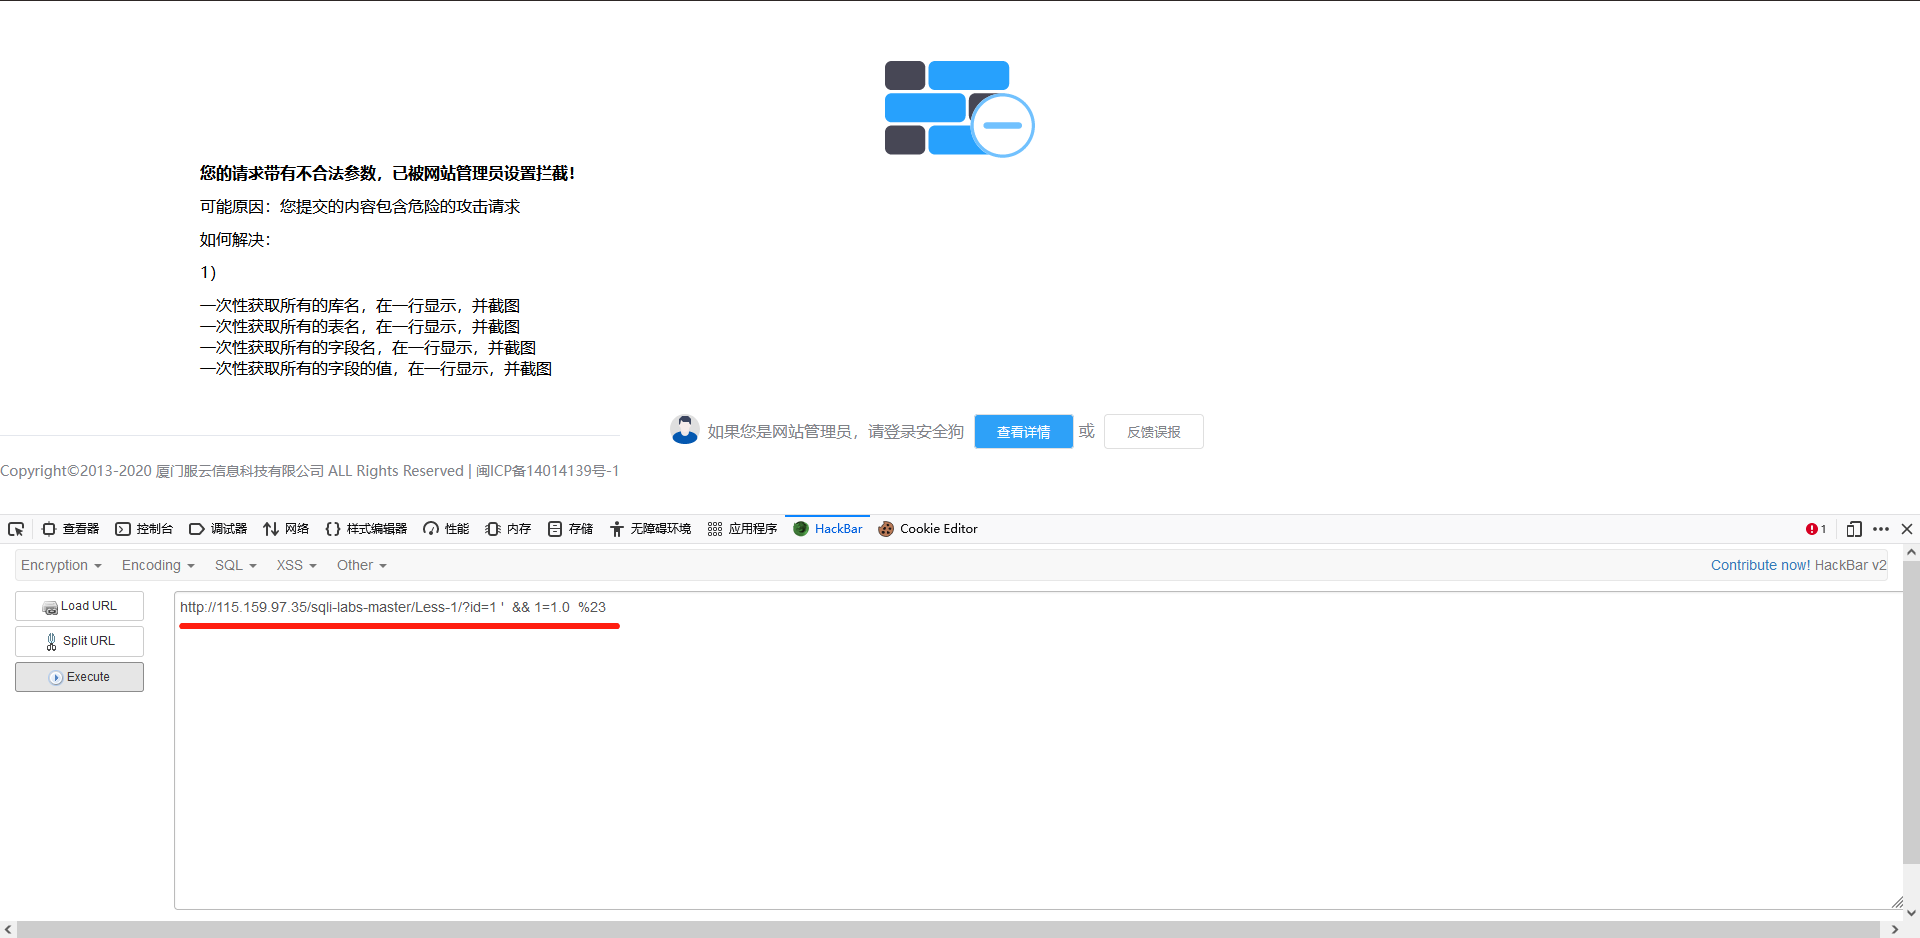 您的请求带有不合法参数，已被网站管理员设置拦截！
可能原因：您提交的内容包含危险的攻击请求
如何解决：
1）
一次性获取所有的库名，在一行显示，并截图
一次性获取所有的表名，在一行显示，并截图
一次性获取所有的字段名，在一行显示，并截图
一次性获取所有的字段的值，在一行显示，并截图
如果您是网站管理员，请登录安全狗 查看详情 或 反馈误报
Copyright©2013-2020 厦门服云信息科技有限公司 ALL Rights Reserved | 闽ICP备14014139号-1
查看器 控制台 调试器 网络 样式编辑器 性能 内存 存储 无障碍环境 应用程序 HackBar Cookie Editor 1
Encryption Encoding SQL XSS Other Contribute now! HackBar v2
Load URL
Split URL
Execute
http://115.159.97.35/sqli-labs-master/Less-1/?id=1 '  && 1=1.0  %23